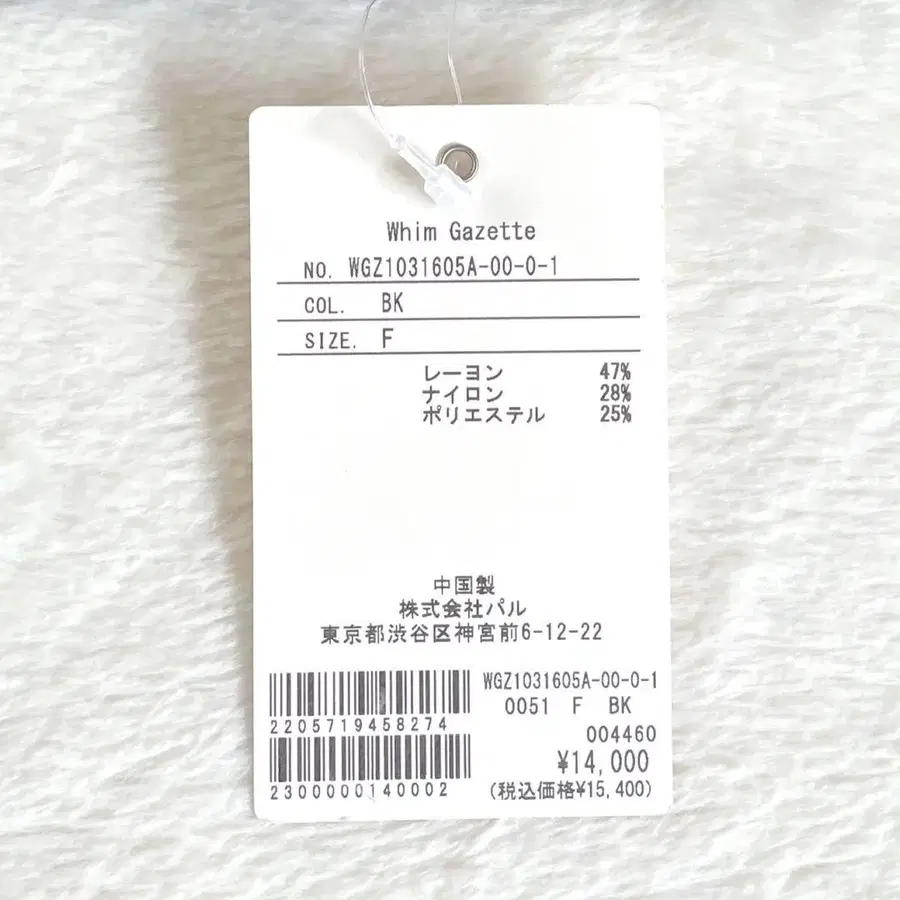 Whim Gazette
NO. WGZ1031605A-00-0-1
COL. BK
SIZE. F
レーヨン 47%
ナイロン 28%
ポリエステル 25%
中国製
株式会社パル
東京都渋谷区神宮前6-12-22
WGZ1031605A-00-0-1
2205719458274
0051 F BK
004460
¥14,000
2300000140002
(税込価格¥15,400)